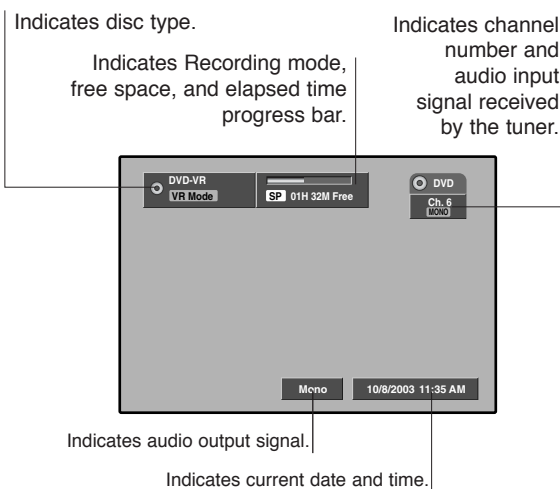 Indicates disc type.
Indicates Recording mode,
free space, and elapsed time
progress bar.
Indicates channel
number and
audio input
signal received
by the tuner.
DVD-VR
VR Mode
SP 01H 32M Free
DVD
Ch. 6
MONO
Mono
10/8/2003 11:35 AM
Indicates audio output signal.
Indicates current date and time.